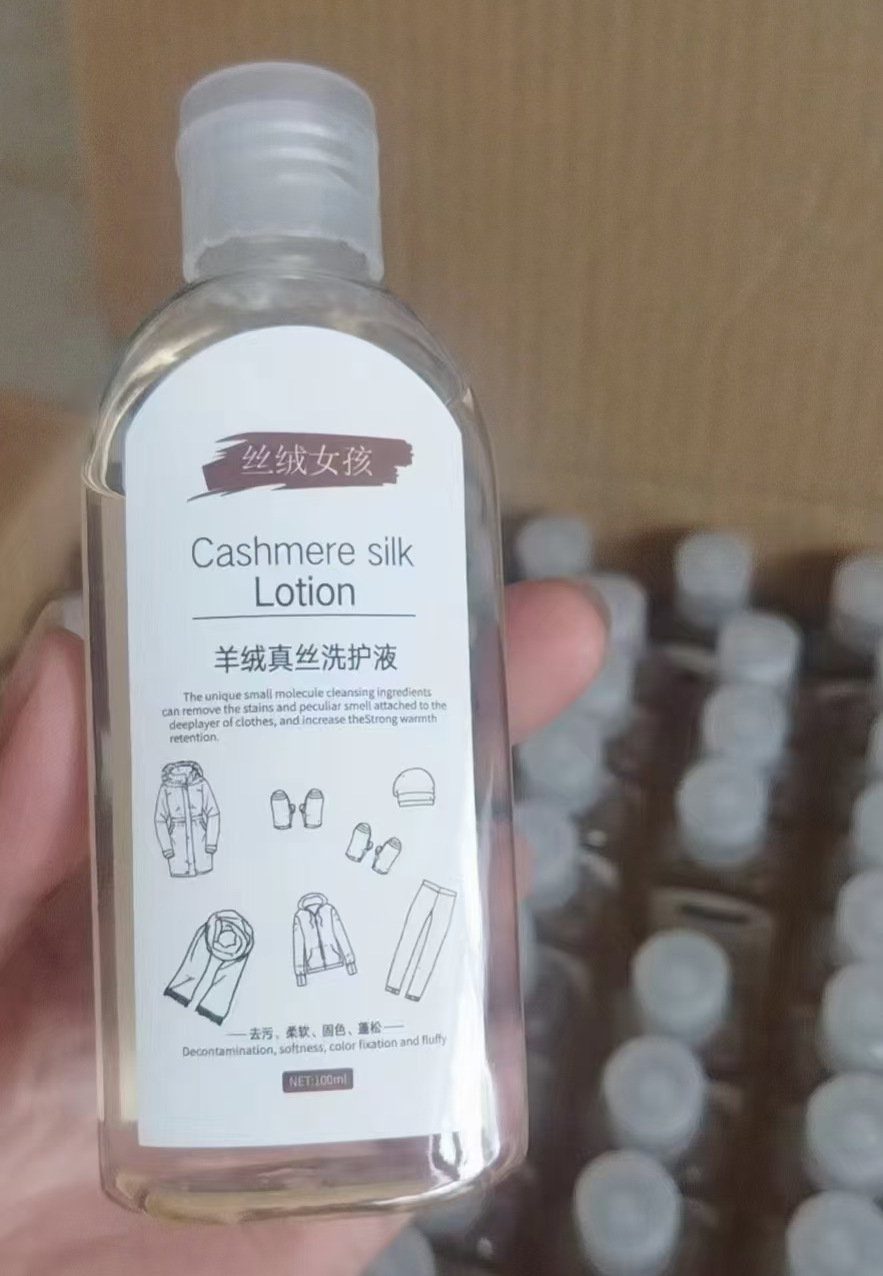 丝绒女孩
Cashmere silk
Lotion
羊绒真丝洗护液
The unique small molecule cleansing ingredients
can remove the stains and peculiar smell attached to the
deeplayer of clothes, and increase theStrong warmth
retention.
去污、柔软、固色、蓬松
Decontamination, softness, color fixation and fluffy
NET:100ml